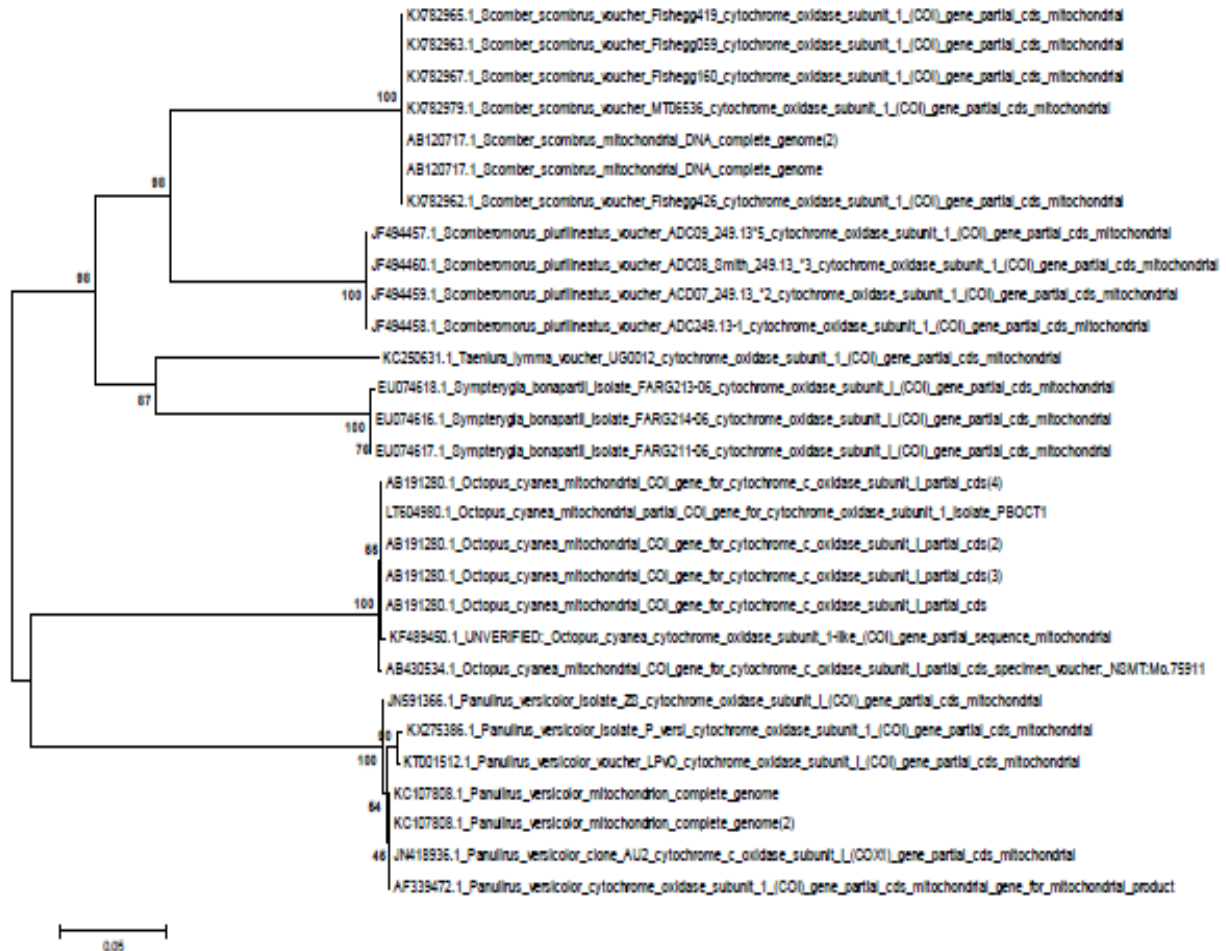 KX782965.1_Scomber_scombrus_voucher_Fishegg419_cytochrome_oxidase_subunit_1_(COI)_gene_partial_cds_mitochondrial
KX782963.1_Scomber_scombrus_voucher_Fishegg059_cytochrome_oxidase_subunit_1_(COI)_gene_partial_cds_mitochondrial
KX782967.1_Scomber_scombrus_voucher_Fishegg160_cytochrome_oxidase_subunit_1_(COI)_gene_partial_cds_mitochondrial
100
KX782979.1_Scomber_scombrus_voucher_MT06536_cytochrome_oxidase_subunit_1_(COI)_gene_partial_cds_mitochondrial
AB120717.1_Scomber_scombrus_mitochondrial_DNA_complete_genome(2)
AB120717.1_Scomber_scombrus_mitochondrial_DNA_complete_genome
KX782962.1_Scomber_scombrus_voucher_Fishegg426_cytochrome_oxidase_subunit_1_(COI)_gene_partial_cds_mitochondrial
JF494457.1_Scomberomorus_plurilineatus_voucher_ADC09_249.13*5_cytochrome_oxidase_subunit_1_(COI)_gene_partial_cds_mitochondrial
JF494460.1_Scomberomorus_plurilineatus_voucher_ADC08_Smith_249.13_*3_cytochrome_oxidase_subunit_1_(COI)_gene_partial_cds_mitochondrial
JF494459.1_Scomberomorus_plurilineatus_voucher_ACD07_249.13_*2_cytochrome_oxidase_subunit_1_(COI)_gene_partial_cds_mitochondrial
100
JF494458.1_Scomberomorus_plurilineatus_voucher_ADC249.13-1_cytochrome_oxidase_subunit_1_(COI)_gene_partial_cds_mitochondrial
KC250631.1_Taeniura_lymma_voucher_UG0012_cytochrome_oxidase_subunit_1_(COI)_gene_partial_cds_mitochondrial
EU074618.1_Sympterygia_bonapartii_isolate_FARG213-06_cytochrome_oxidase_subunit_I_(COI)_gene_partial_cds_mitochondrial
87
EU074616.1_Sympterygia_bonapartii_isolate_FARG214-06_cytochrome_oxidase_subunit_I_(COI)_gene_partial_cds_mitochondrial
100
76
EU074617.1_Sympterygia_bonapartii_isolate_FARG211-06_cytochrome_oxidase_subunit_I_(COI)_gene_partial_cds_mitochondrial
AB191280.1_Octopus_cyanea_mitochondrial_COI_gene_for_cytochrome_c_oxidase_subunit_I_partial_cds(4)
LT604980.1_Octopus_cyanea_mitochondrial_partial_COI_gene_for_cytochrome_oxidase_subunit_1_isolate_PBOCT1
AB191280.1_Octopus_cyanea_mitochondrial_COI_gene_for_cytochrome_c_oxidase_subunit_I_partial_cds(2)
AB191280.1_Octopus_cyanea_mitochondrial_COI_gene_for_cytochrome_c_oxidase_subunit_I_partial_cds(3)
100
AB191280.1_Octopus_cyanea_mitochondrial_COI_gene_for_cytochrome_c_oxidase_subunit_I_partial_cds
KF489450.1_UNVERIFIED:_Octopus_cyanea_cytochrome_oxidase_subunit_1-like_(COI)_gene_partial_sequence_mitochondrial
AB430534.1_Octopus_cyanea_mitochondrial_COI_gene_for_cytochrome_c_oxidase_subunit_I_partial_cds_specimen_voucher:_NSMT:Mo.75911
JN591366.1_Panulirus_versicolor_isolate_Z3_cytochrome_oxidase_subunit_I_(COI)_gene_partial_cds_mitochondrial
KX275386.1_Panulirus_versicolor_isolate_P_versi_cytochrome_oxidase_subunit_1_(COI)_gene_partial_cds_mitochondrial
100
KT001512.1_Panulirus_versicolor_voucher_LPv0_cytochrome_oxidase_subunit_I_(COI)_gene_partial_cds_mitochondrial
KC107808.1_Panulirus_versicolor_mitochondrion_complete_genome
64
KC107808.1_Panulirus_versicolor_mitochondrion_complete_genome(2)
46
JN418936.1_Panulirus_versicolor_clone_AU2_cytochrome_c_oxidase_subunit_I_(COXI)_gene_partial_cds_mitochondrial
AF339472.1_Panulirus_versicolor_cytochrome_oxidase_subunit_1_(COI)_gene_partial_cds_mitochondrial_gene_for_mitochondrial_product
0.05